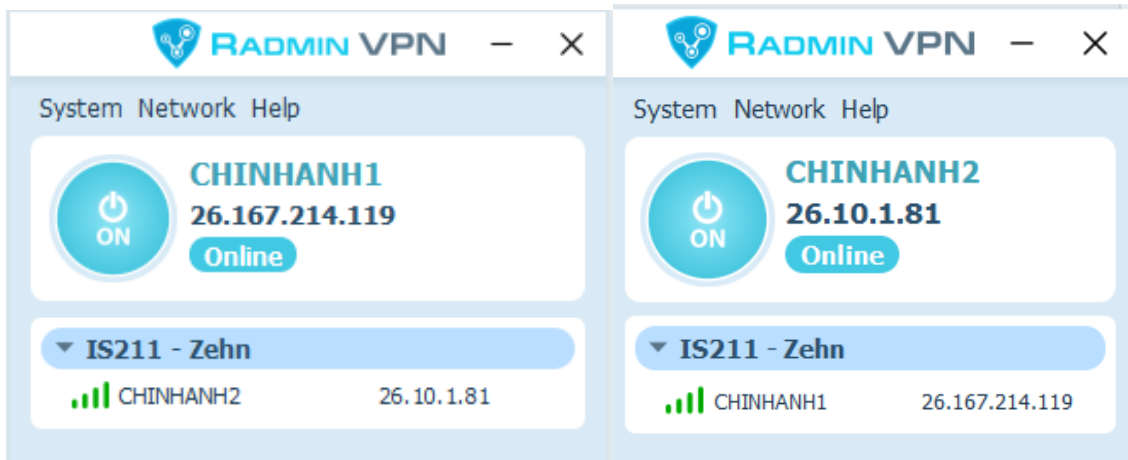 RADMIN VPN
System Network Help
ON
CHINHANH1
26.167.214.119
Online
IS211 - Zehn
CHINHANH2 26.10.1.81
RADMIN VPN
System Network Help
ON
CHINHANH2
26.10.1.81
Online
IS211 - Zehn
CHINHANH1 26.167.214.119